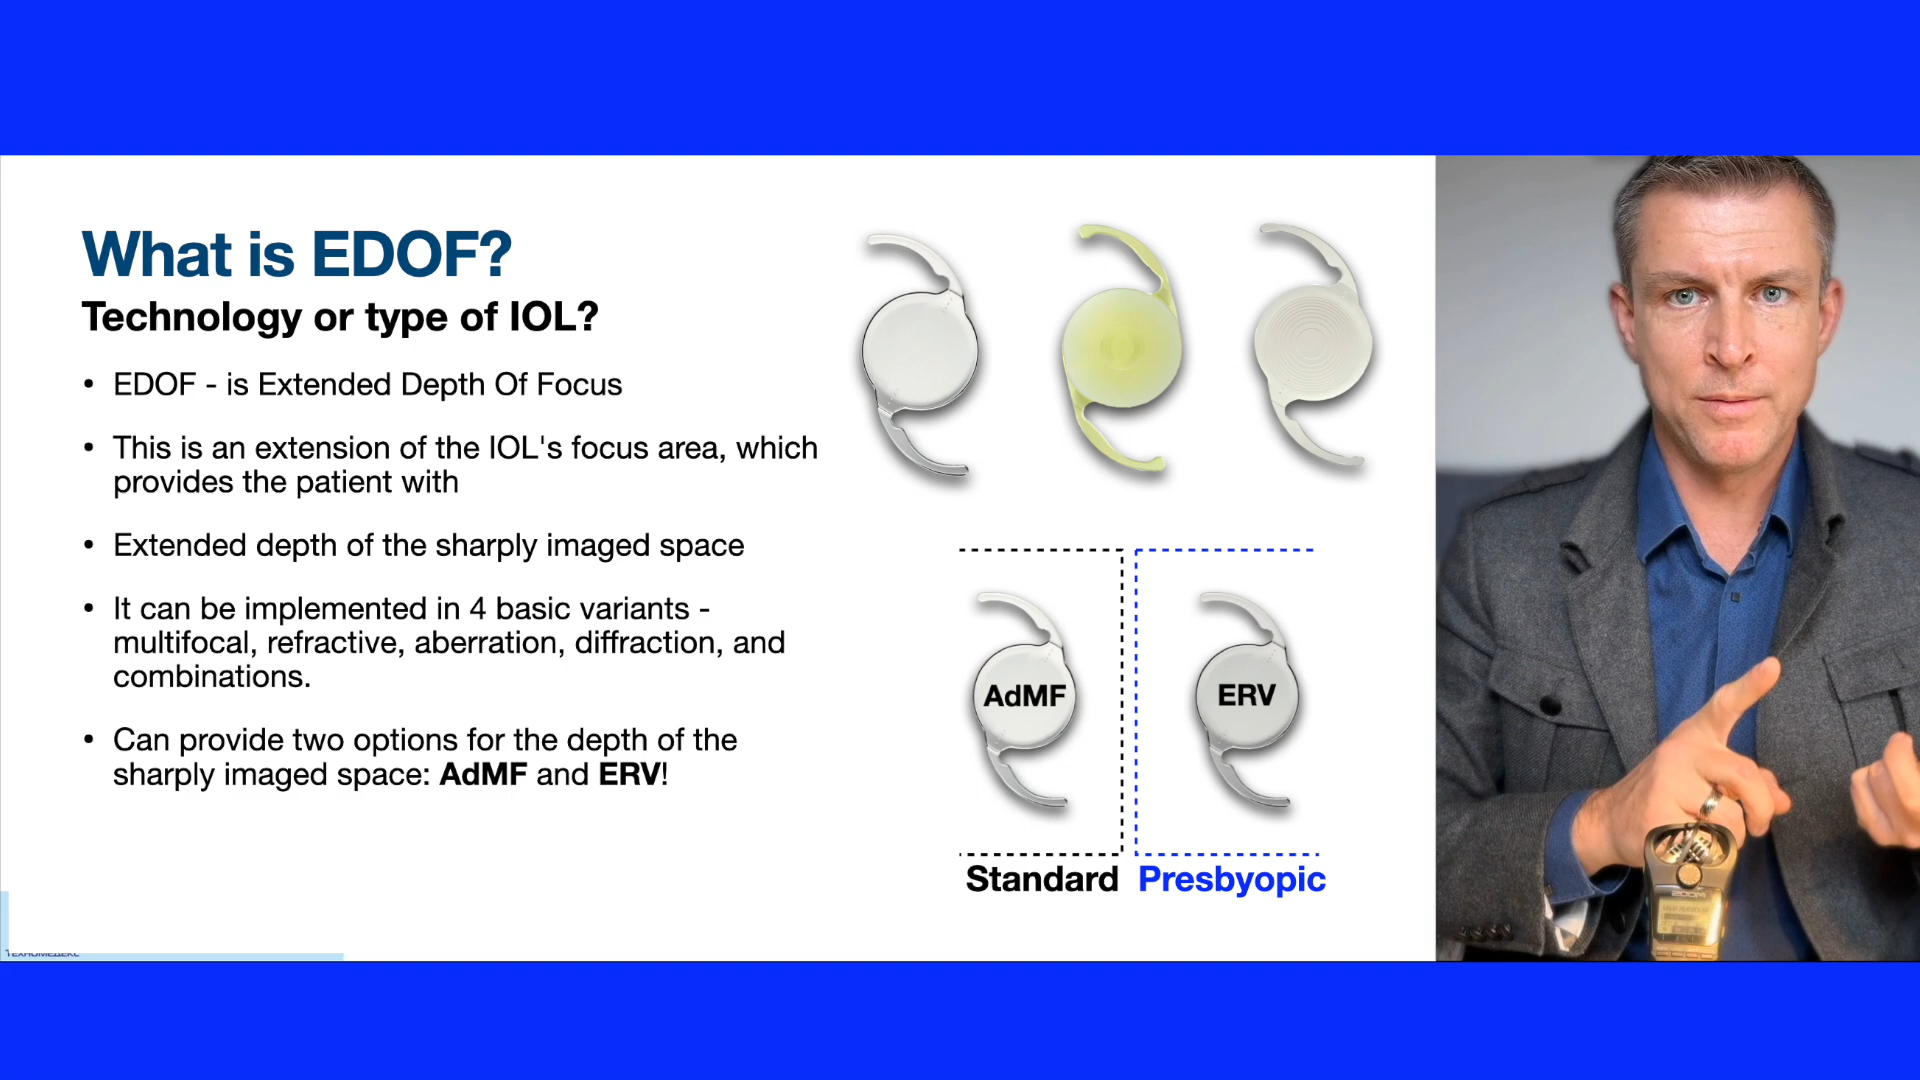 What is EDOF?
Technology or type of IOL?
• EDOF - is Extended Depth Of Focus
• This is an extension of the IOL's focus area, which
provides the patient with
• Extended depth of the sharply imaged space
• It can be implemented in 4 basic variants -
multifocal, refractive, aberration, diffraction, and
combinations.
• Can provide two options for the depth of the
sharply imaged space: AdMF and ERV!
AdMF
ERV
Standard
Presbyopic
ZOOM